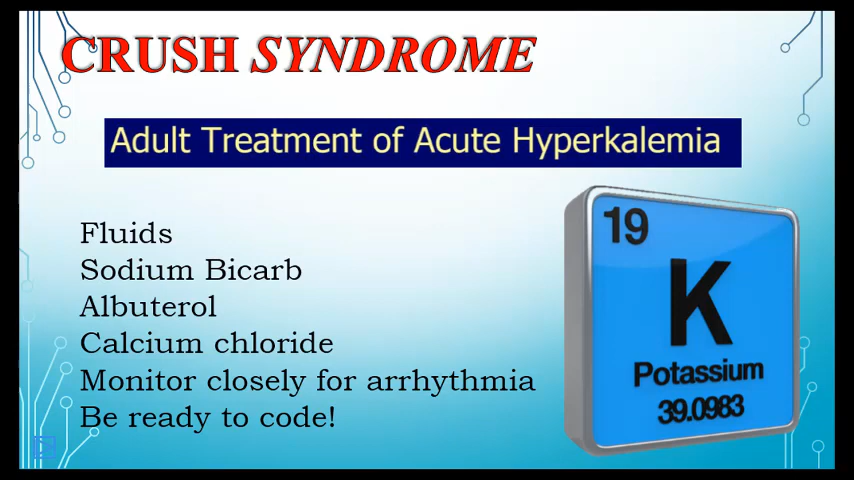 CRUSH SYNDROME
Adult Treatment of Acute Hyperkalemia
Fluids
Sodium Bicarb
Albuterol
Calcium chloride
Monitor closely for arrhythmia
Be ready to code!
19
K
Potassium
39.0983